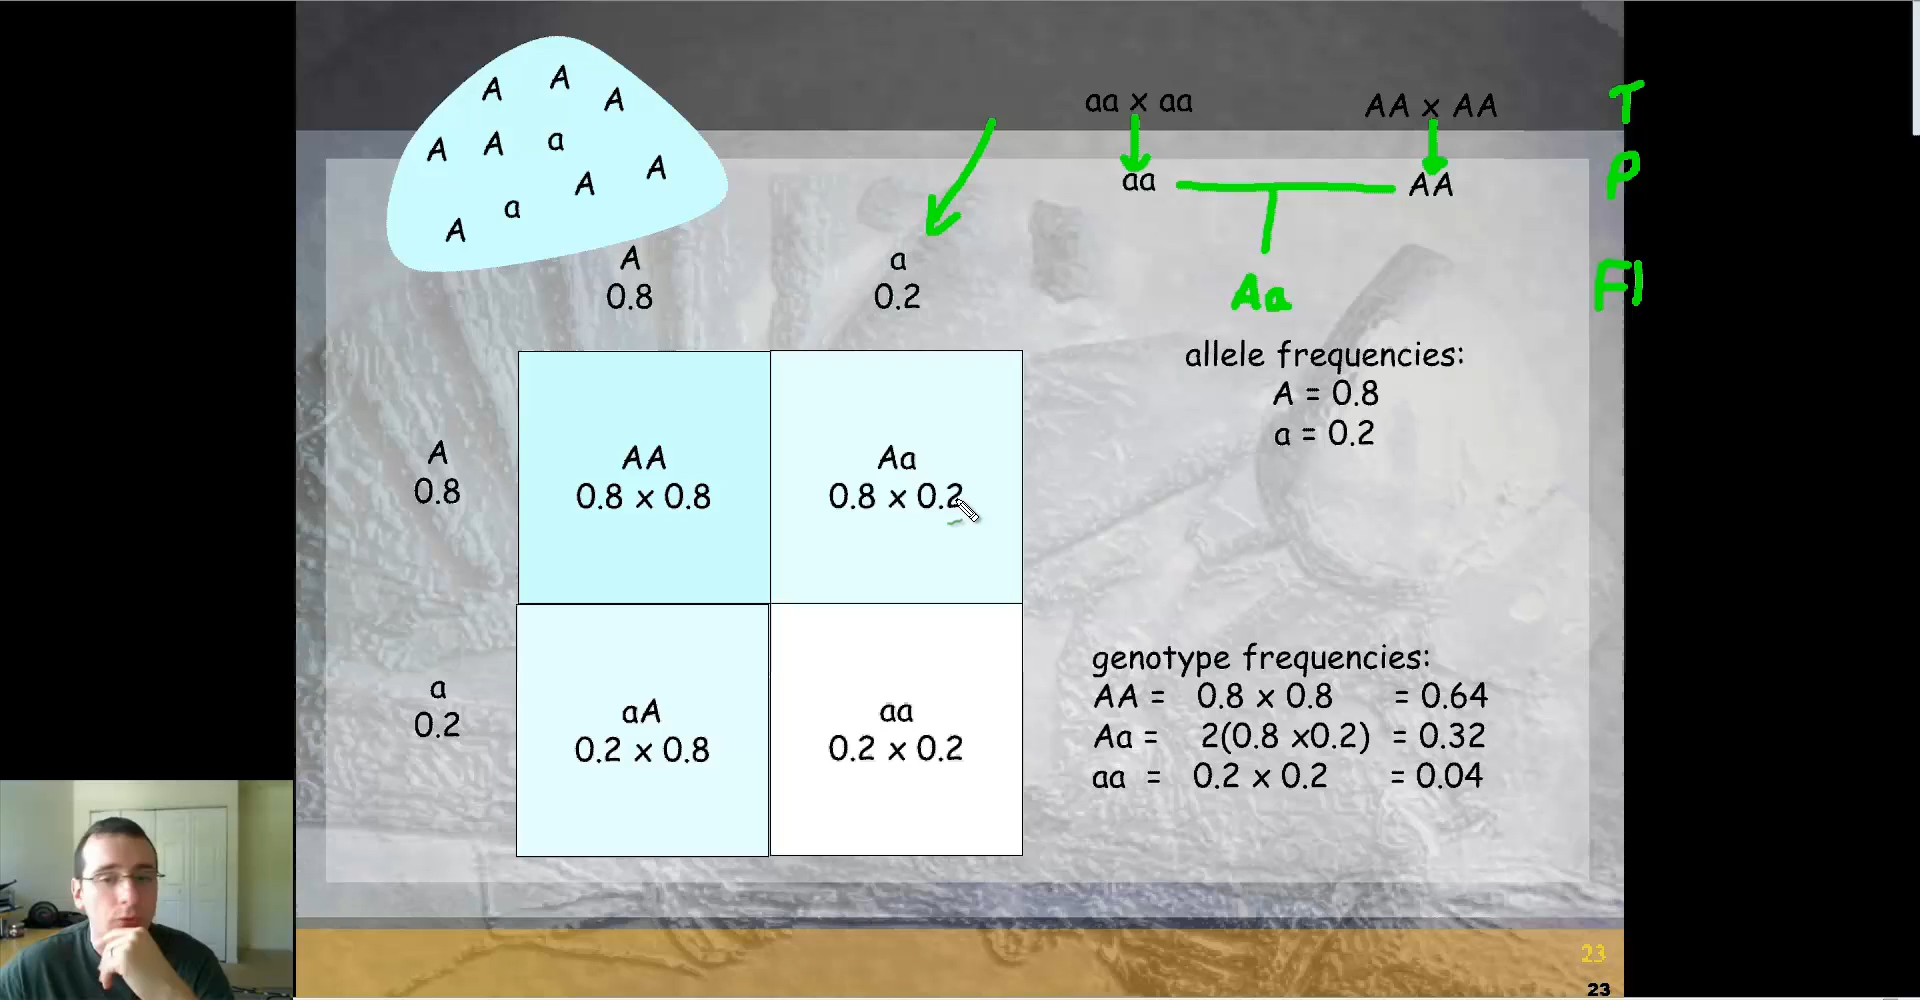 A A A
A A a A A
a
A
aa x aa
AA x AA
T
aa
AA
P
Aa
F1
A
0.8
a
0.2
A
0.8
AA
0.8 x 0.8
Aa
0.8 x 0.2
a
0.2
aA
0.2 x 0.8
aa
0.2 x 0.2
allele frequencies:
A = 0.8
a = 0.2
genotype frequencies:
AA = 0.8 x 0.8 = 0.64
Aa = 2(0.8 x0.2) = 0.32
aa = 0.2 x 0.2 = 0.04
23
23